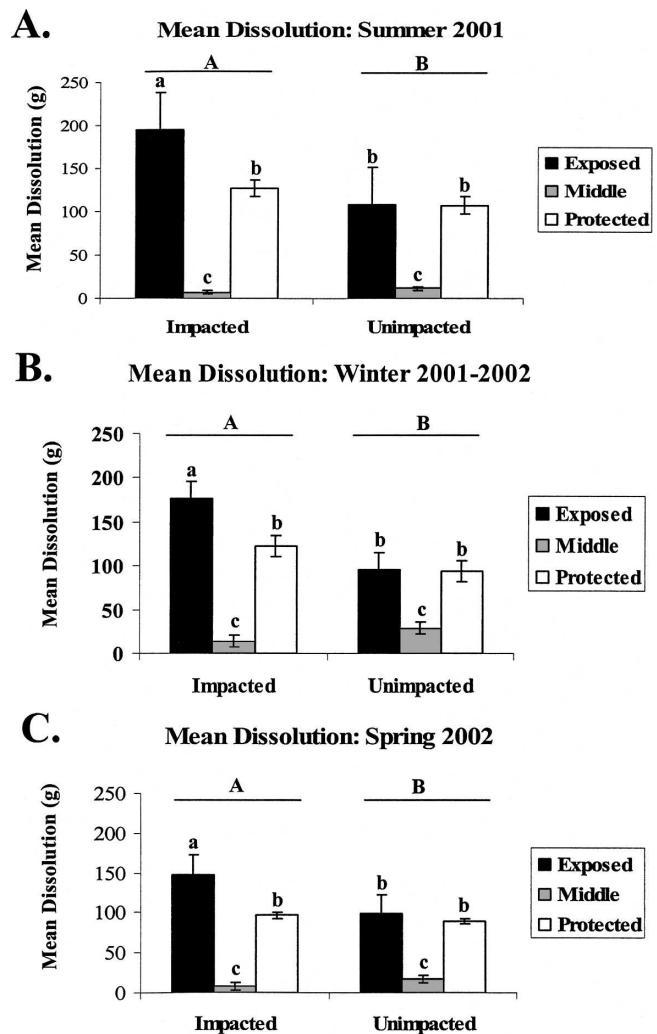 A.
Mean Dissolution: Summer 2001
A
B
a
b
b
b
c
c
Mean Dissolution (g)
250
200
150
100
50
0
Impacted
Unimpacted
Exposed
Middle
Protected
B.
Mean Dissolution: Winter 2001-2002
A
B
a
b
b
b
c
c
Mean Dissolution (g)
250
200
150
100
50
0
Impacted
Unimpacted
Exposed
Middle
Protected
C.
Mean Dissolution: Spring 2002
A
B
a
b
b
b
c
c
Mean Dissolution (g)
250
200
150
100
50
0
Impacted
Unimpacted
Exposed
Middle
Protected